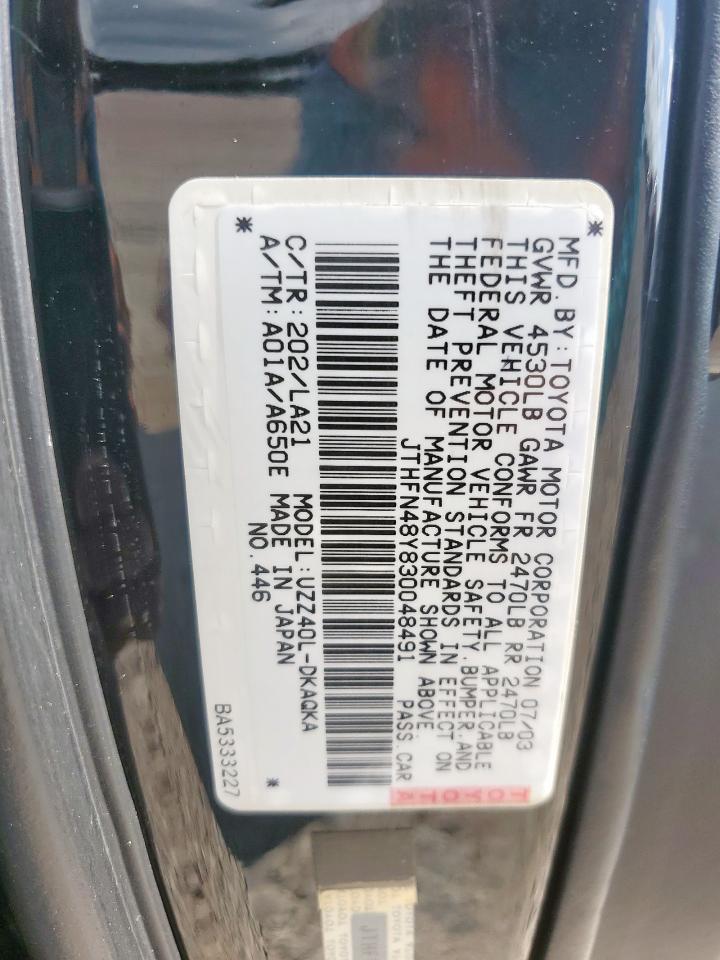 MFD. BY: TOYOTA MOTOR CORPORATION 07/03
GVWR 4530LB GAWR FR 2470LB RR 2470LB
THIS VEHICLE CONFORMS TO ALL APPLICABLE
FEDERAL MOTOR VEHICLE SAFETY, BUMPER, AND
THEFT PREVENTION STANDARDS IN EFFECT ON
THE DATE OF MANUFACTURE SHOWN ABOVE.
JTHFN48Y830048491 PASS. CAR
TOYOTA
C/TR: 202/LA21 MODEL: UZZ40L-DKAQKA
A/TM: A01A/A650E MADE IN JAPAN
NO. 446
BA5333227